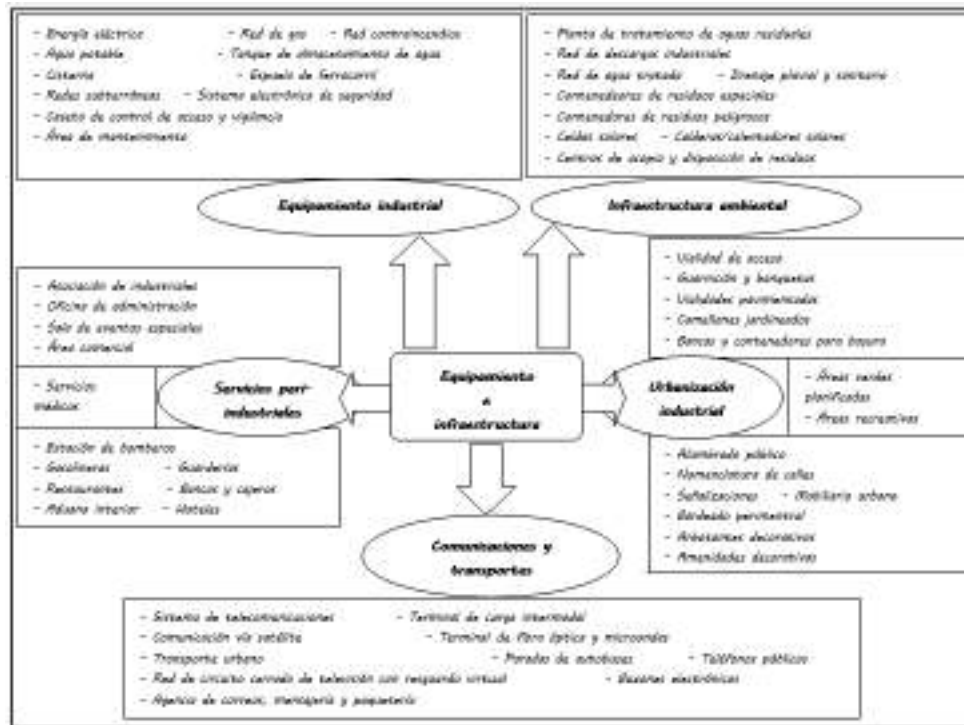 - Energía eléctrica - Red de gas - Red contraincendios
- Agua potable - Tanque de almacenamiento de agua
- Cisterna - Espuela de ferrocarril
- Redes subterráneas - Sistema electrónico de seguridad
- Caseta de control de acceso y vigilancia
- Área de mantenimiento
- Planta de tratamiento de aguas residuales
- Red de descargas industriales
- Red de agua tratada - Drenaje pluvial y sanitario
- Contenedores de residuos especiales
- Contenedores de residuos peligrosos
- Celdas solares - Calderas/calentadores solares
- Centros de acopio y disposición de residuos
Equipamiento industrial
Infraestructura ambiental
- Vialidad de acceso
- Guarnición y banquetas
- Vialidades pavimentadas
- Camellones jardinados
- Bancas y contenedores para basura
- Asociación de industriales
- Oficina de administración
- Sala de eventos especiales
- Área comercial
- Servicios
médicos
Servicios peri-
industriales
Equipamiento
e
infraestructura
Urbanización
industrial
- Áreas verdes
planificadas
- Áreas recreativas
- Estación de bomberos
- Gasolineras - Guarderías
- Restaurantes - Bancos y cajeros
- Aduana interior - Hoteles
- Alumbrado público
- Nomenclatura de calles
- Señalizaciones - Mobiliario urbano
- Bardeado perimetral
- Arbotantes decorativos
- Amenidades decorativas
Comunicaciones y
transportes
- Sistema de telecomunicaciones - Terminal de carga intermodal
- Comunicación vía satélite - Terminal de fibra óptica y microondas
- Transporte urbano - Paradas de autobuses - Teléfonos públicos
- Red de circuito cerrado de televisión con resguardo virtual - Buzones electrónicos
- Agencia de correos, mensajería y paquetería